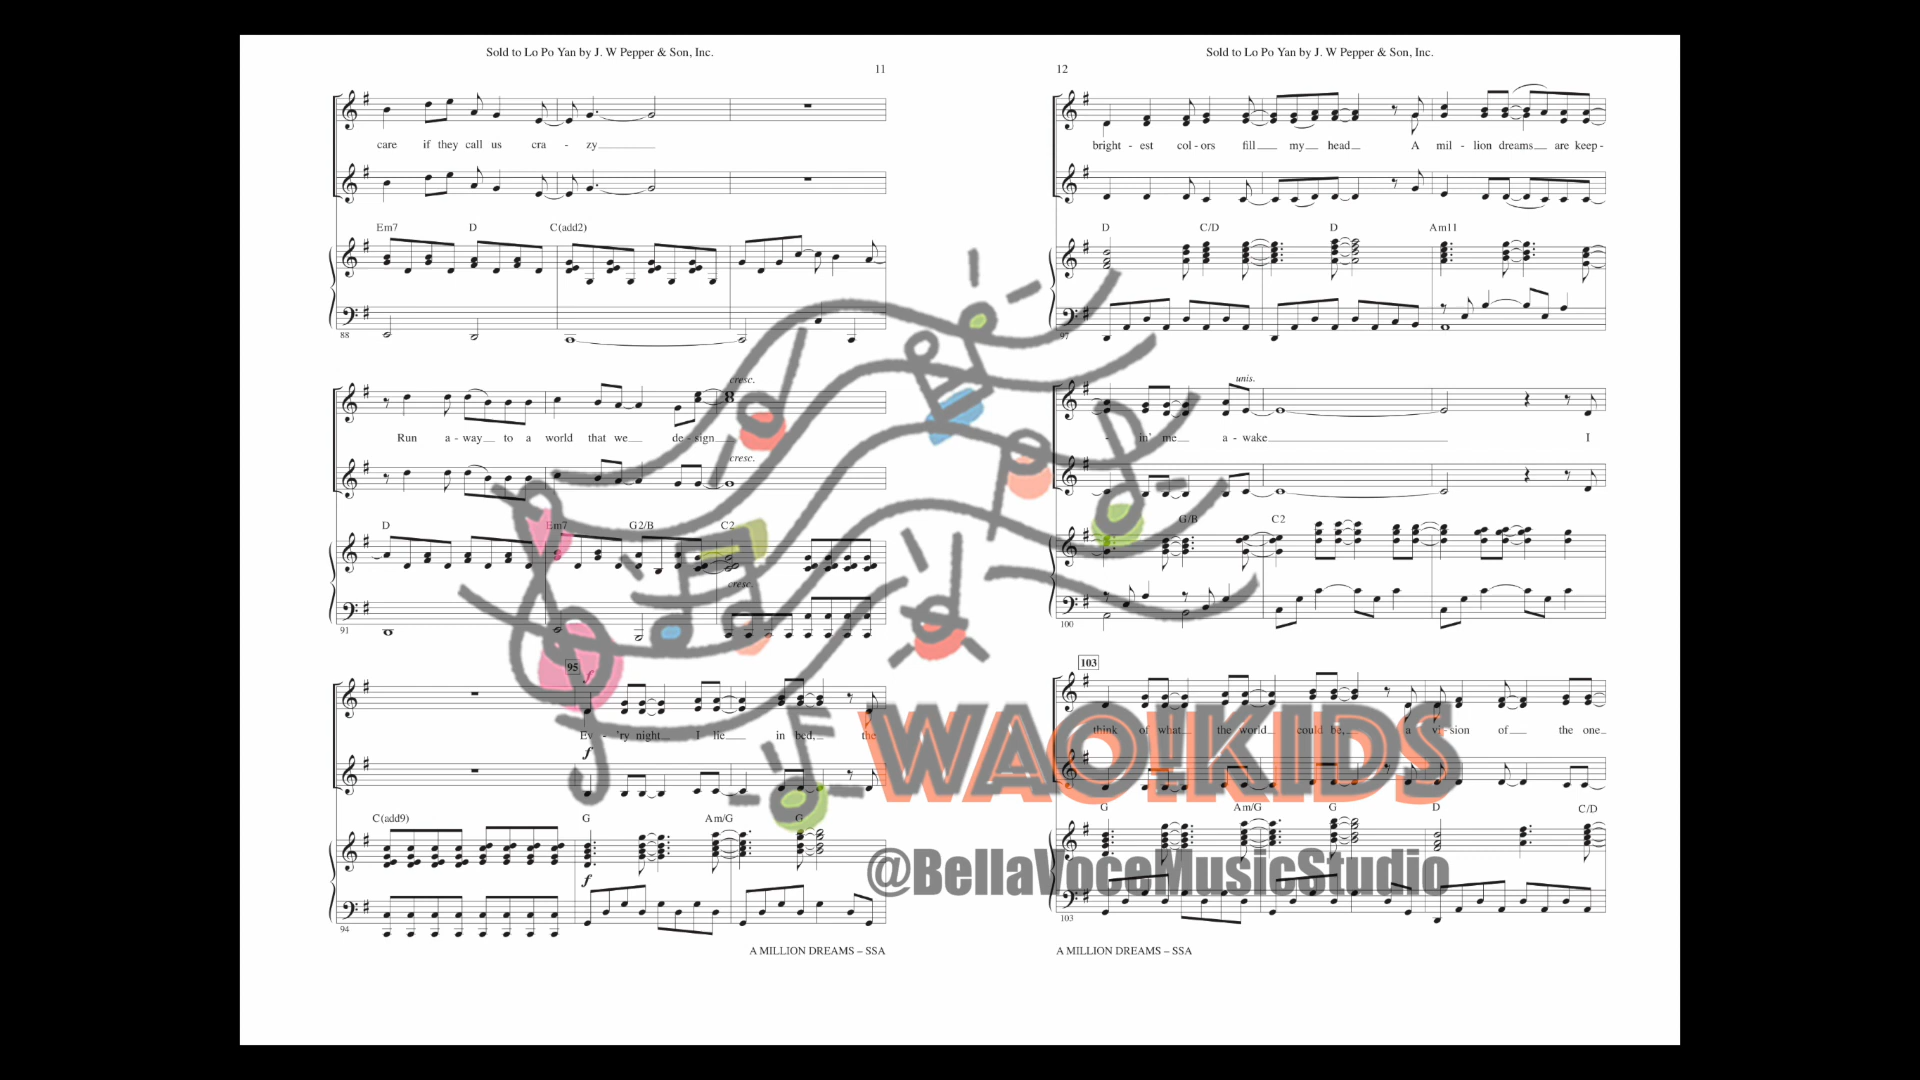 Sold to Lo Po Yan by J. W Pepper & Son, Inc.
11
care if they call us cra - zy
Em7 D C(add2)
88
cresc.
Run a - way to a world that we de - sign
cresc.
D Em7 G2/B C2
cresc.
91
95
f
Ev - 'ry night I lie in bed, the
f
C(add9) G Am/G G
f
94
A MILLION DREAMS – SSA
Sold to Lo Po Yan by J. W Pepper & Son, Inc.
12
bright - est col - ors fill my head A mil - lion dreams are keep -
D C/D D Am11
97
unis.
- in' me a - wake I
G/B C2
100
103
think of what the world could be, a vi - sion of the one
G Am/G G D C/D
103
A MILLION DREAMS – SSA
WAO!KIDS
@BellaVoceMusicStudio